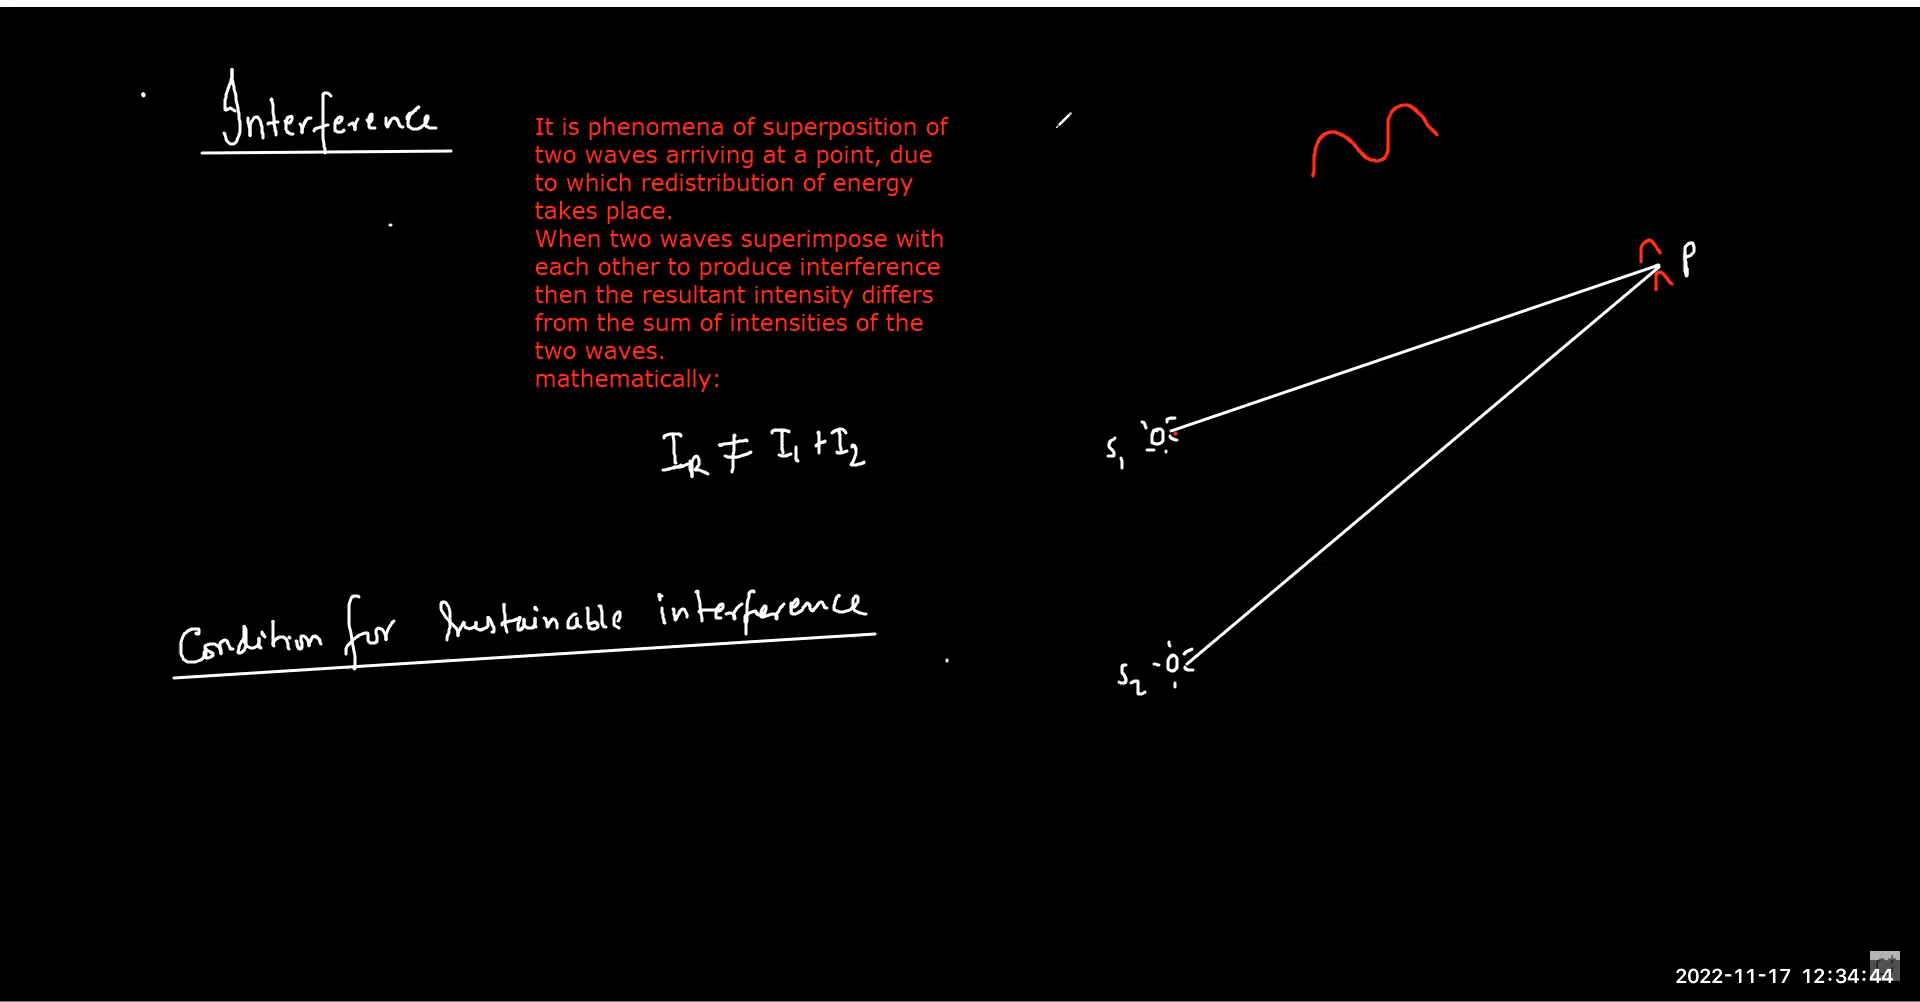 Interference
It is phenomena of superposition of
two waves arriving at a point, due
to which redistribution of energy
takes place.
When two waves superimpose with
each other to produce interference
then the resultant intensity differs
from the sum of intensities of the
two waves.
mathematically:
I_R ≠ I_1 + I_2
P
S_1
S_2
Condition for Sustainable interference
2022-11-17 12:34:44